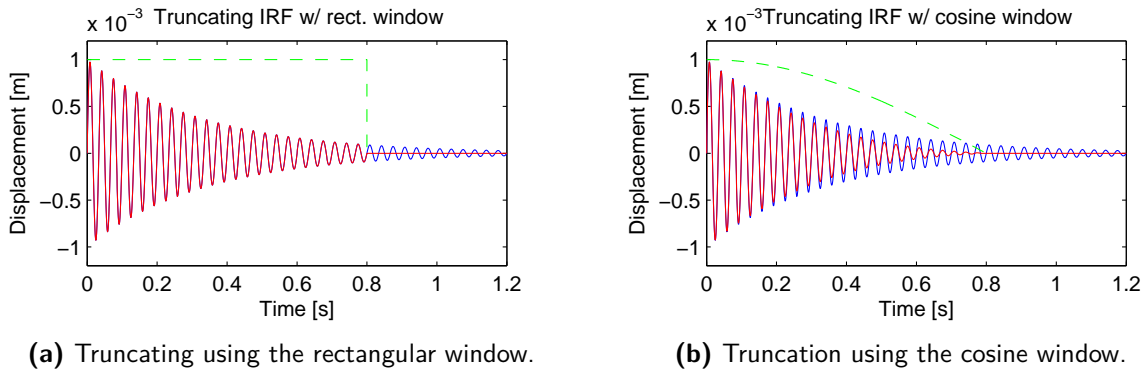 x 10⁻³ Truncating IRF w/ rect. window
Displacement [m]
1
0.5
0
−0.5
−1
0 0.2 0.4 0.6 0.8 1 1.2
Time [s]
(a) Truncating using the rectangular window.
x 10⁻³ Truncating IRF w/ cosine window
Displacement [m]
1
0.5
0
−0.5
−1
0 0.2 0.4 0.6 0.8 1 1.2
Time [s]
(b) Truncation using the cosine window.